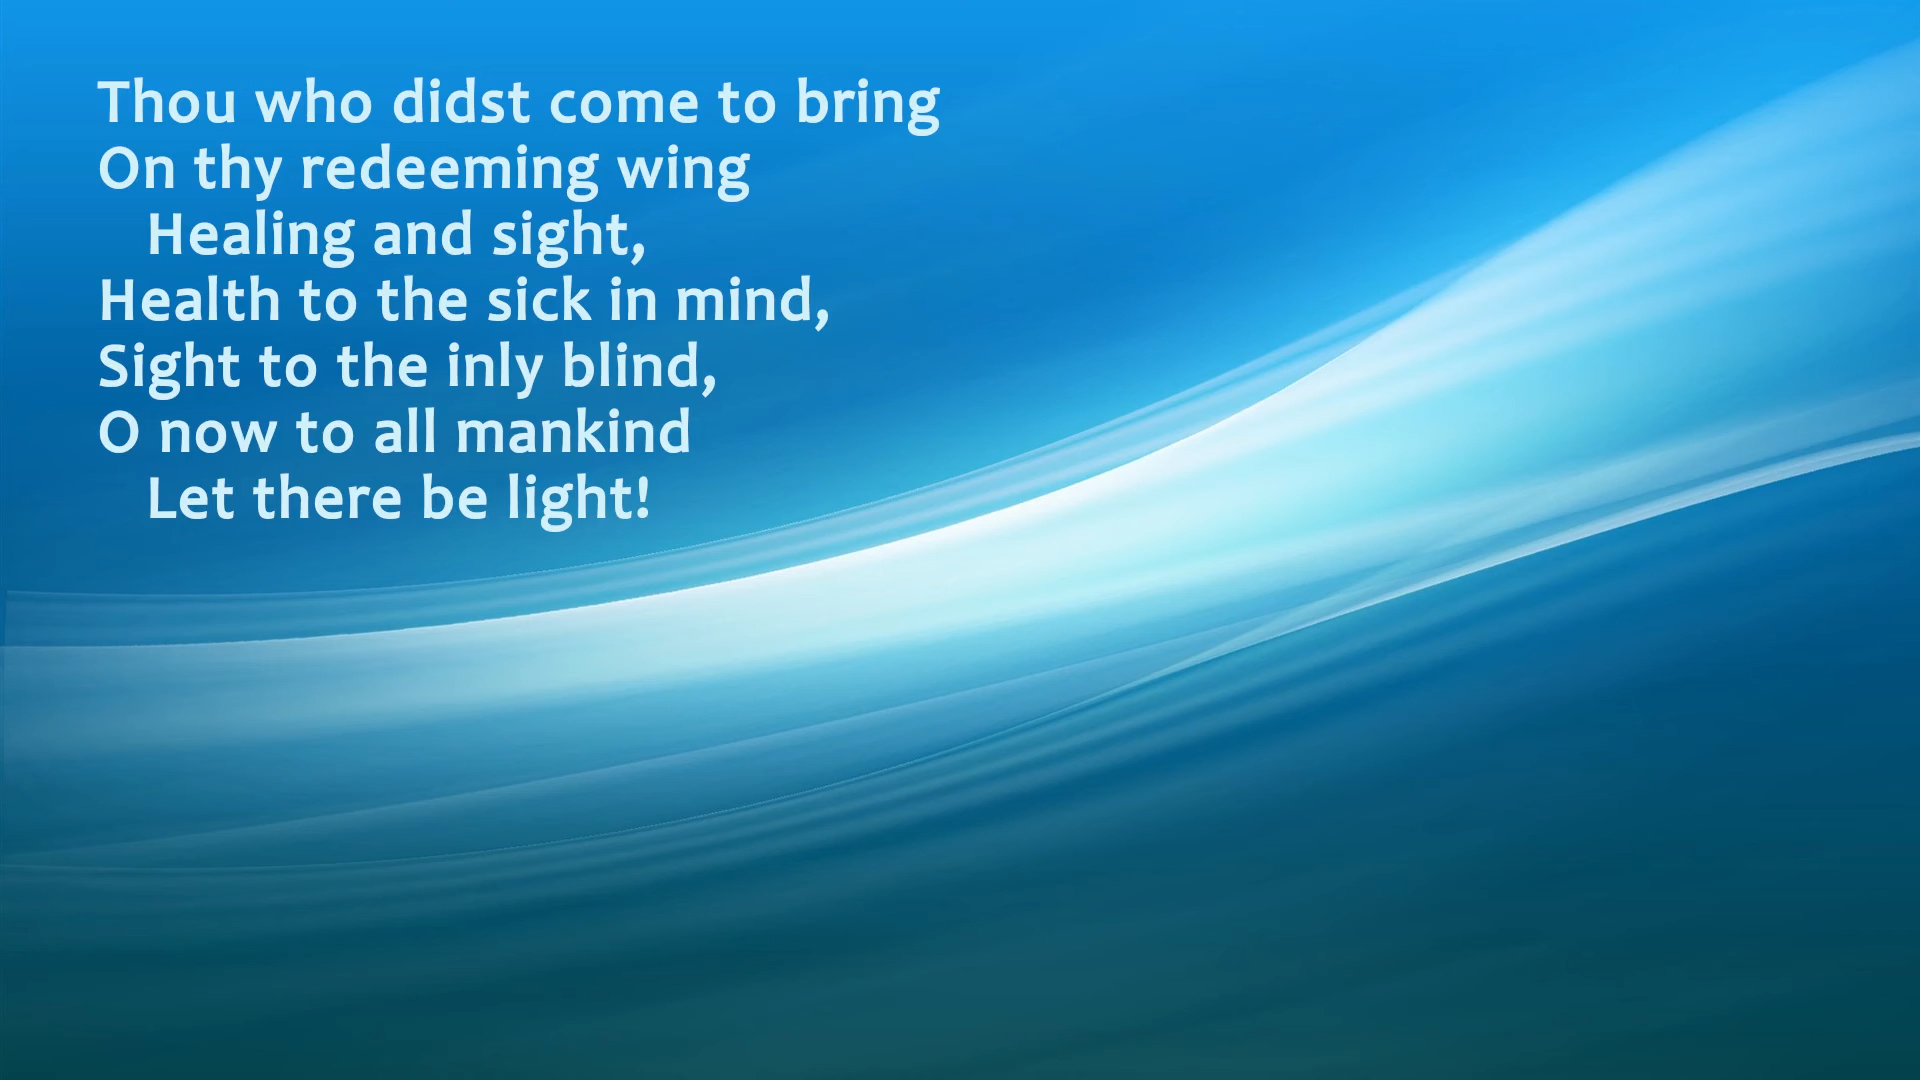 Thou who didst come to bring
On thy redeeming wing
Healing and sight,
Health to the sick in mind,
Sight to the inly blind,
O now to all mankind
Let there be light!